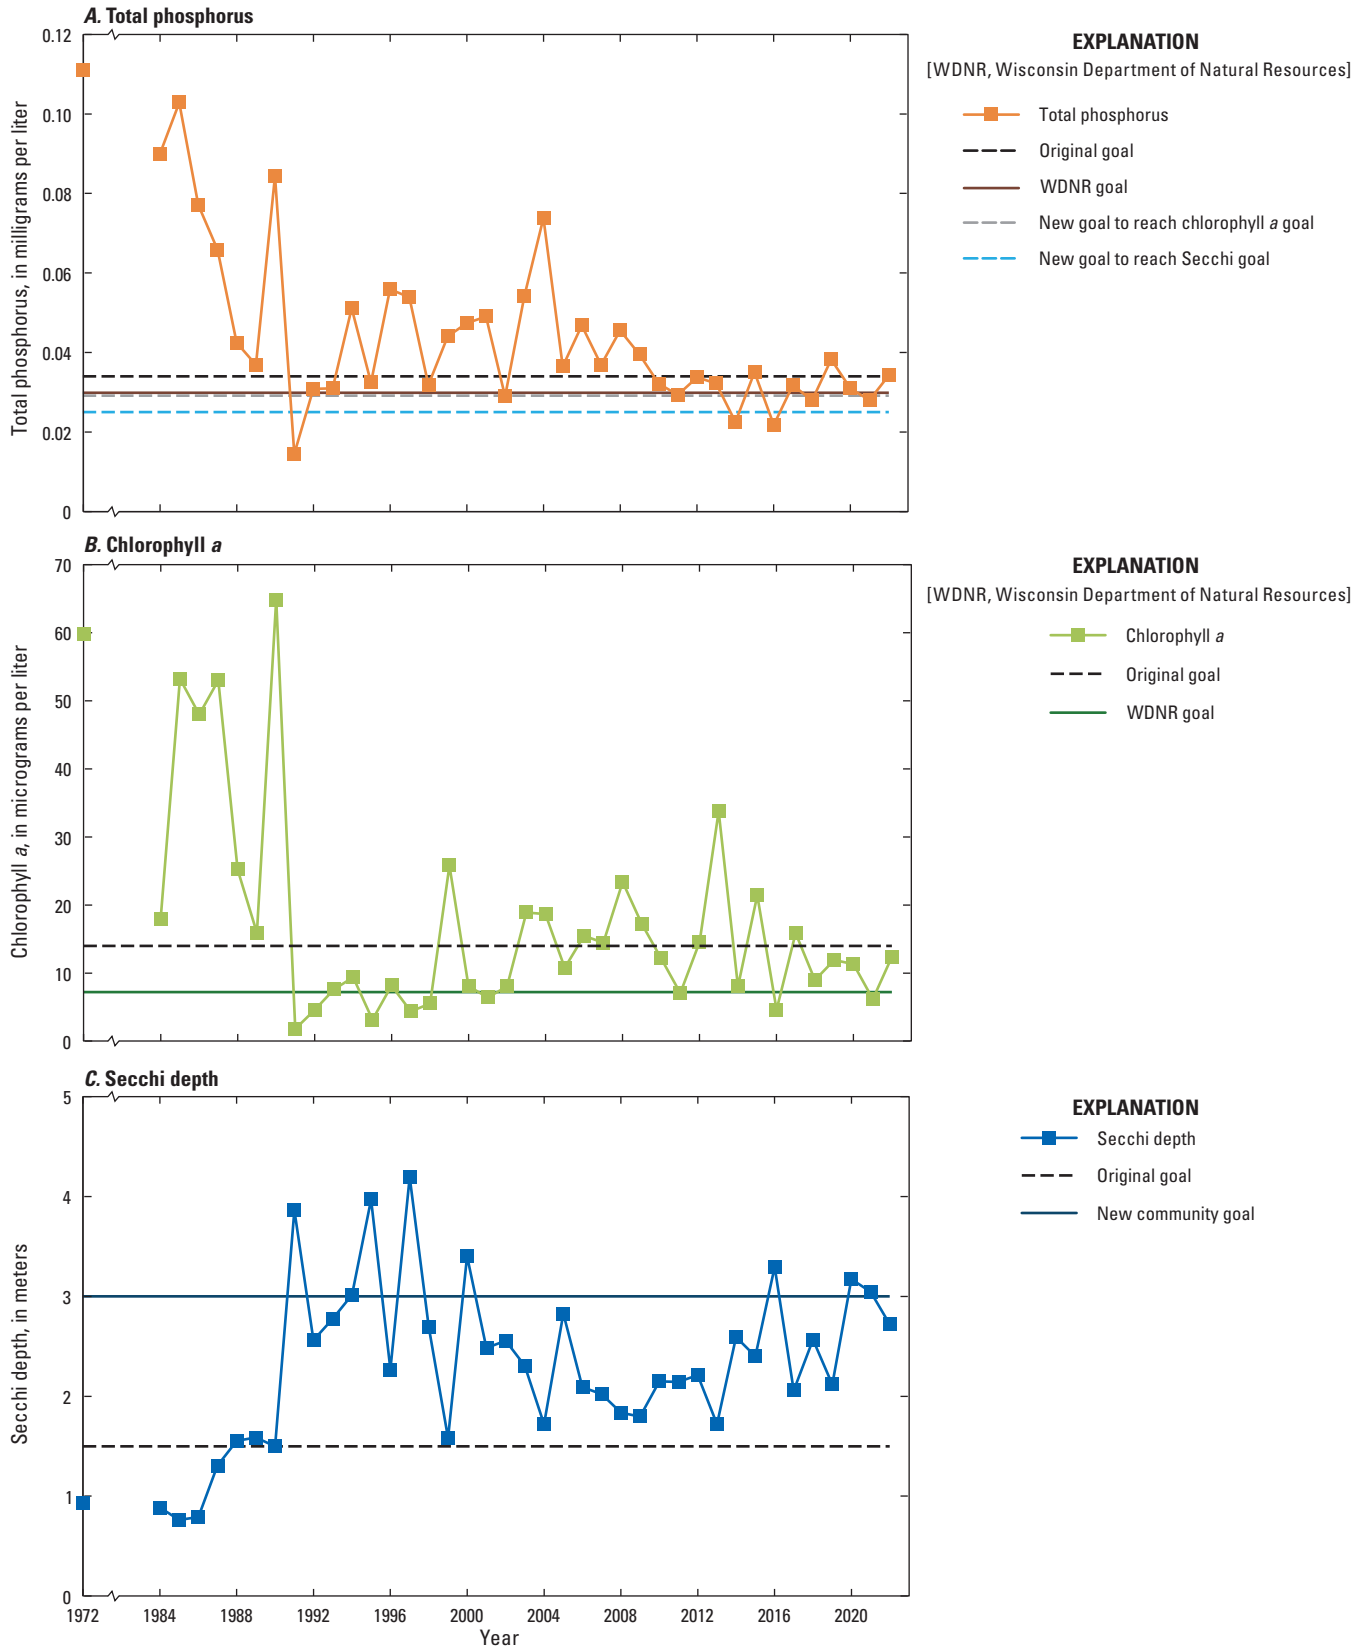 A. Total phosphorus
0.12
0.10
0.08
0.06
0.04
0.02
0
Total phosphorus, in milligrams per liter
EXPLANATION
[WDNR, Wisconsin Department of Natural Resources]
Total phosphorus
Original goal
WDNR goal
New goal to reach chlorophyll a goal
New goal to reach Secchi goal
B. Chlorophyll a
70
60
50
40
30
20
10
0
Chlorophyll a, in micrograms per liter
EXPLANATION
[WDNR, Wisconsin Department of Natural Resources]
Chlorophyll a
Original goal
WDNR goal
C. Secchi depth
5
4
3
2
1
0
Secchi depth, in meters
EXPLANATION
Secchi depth
Original goal
New community goal
1972 1984 1988 1992 1996 2000 2004 2008 2012 2016 2020
Year